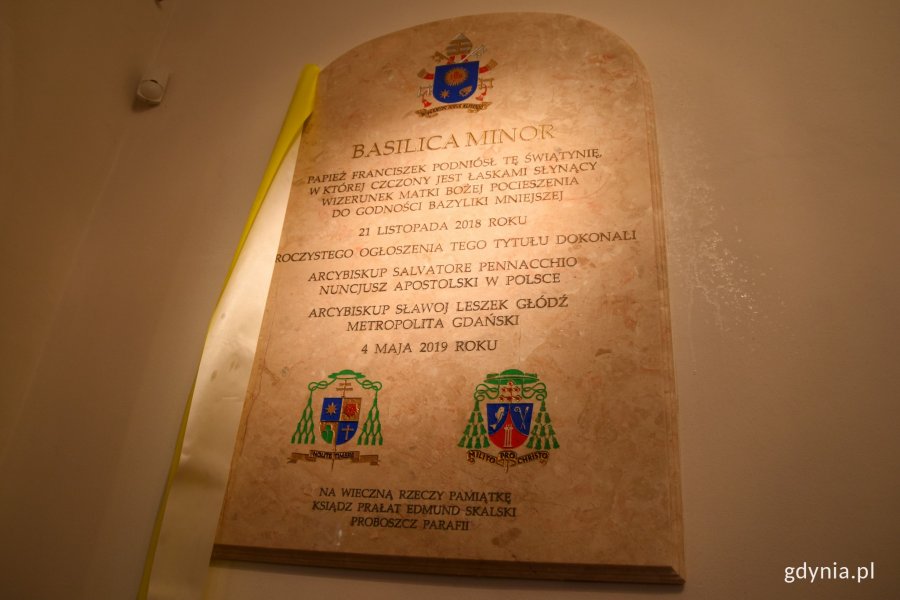 BASILICA MINOR
PAPIEŻ FRANCISZEK PODNIÓSŁ TĘ ŚWIĄTYNIĘ,
W KTÓREJ CZCZONY JEST ŁASKAMI SŁYNĄCY
WIZERUNEK MATKI BOŻEJ POCIESZENIA
DO GODNOŚCI BAZYLIKI MNIEJSZEJ
21 LISTOPADA 2018 ROKU
ROCZYSTEGO OGŁOSZENIA TEGO TYTUŁU DOKONALI
ARCYBISKUP SALVATORE PENNACCHIO
NUNCJUSZ APOSTOLSKI W POLSCE
ARCYBISKUP SŁAWOJ LESZEK GŁÓDŹ
METROPOLITA GDAŃSKI
4 MAJA 2019 ROKU
NOLITE TIMERE
MILITO PRO CHRISTO
NA WIECZNĄ RZECZY PAMIĄTKĘ
KSIĄDZ PRAŁAT EDMUND SKALSKI
PROBOSZCZ PARAFII
gdynia.pl